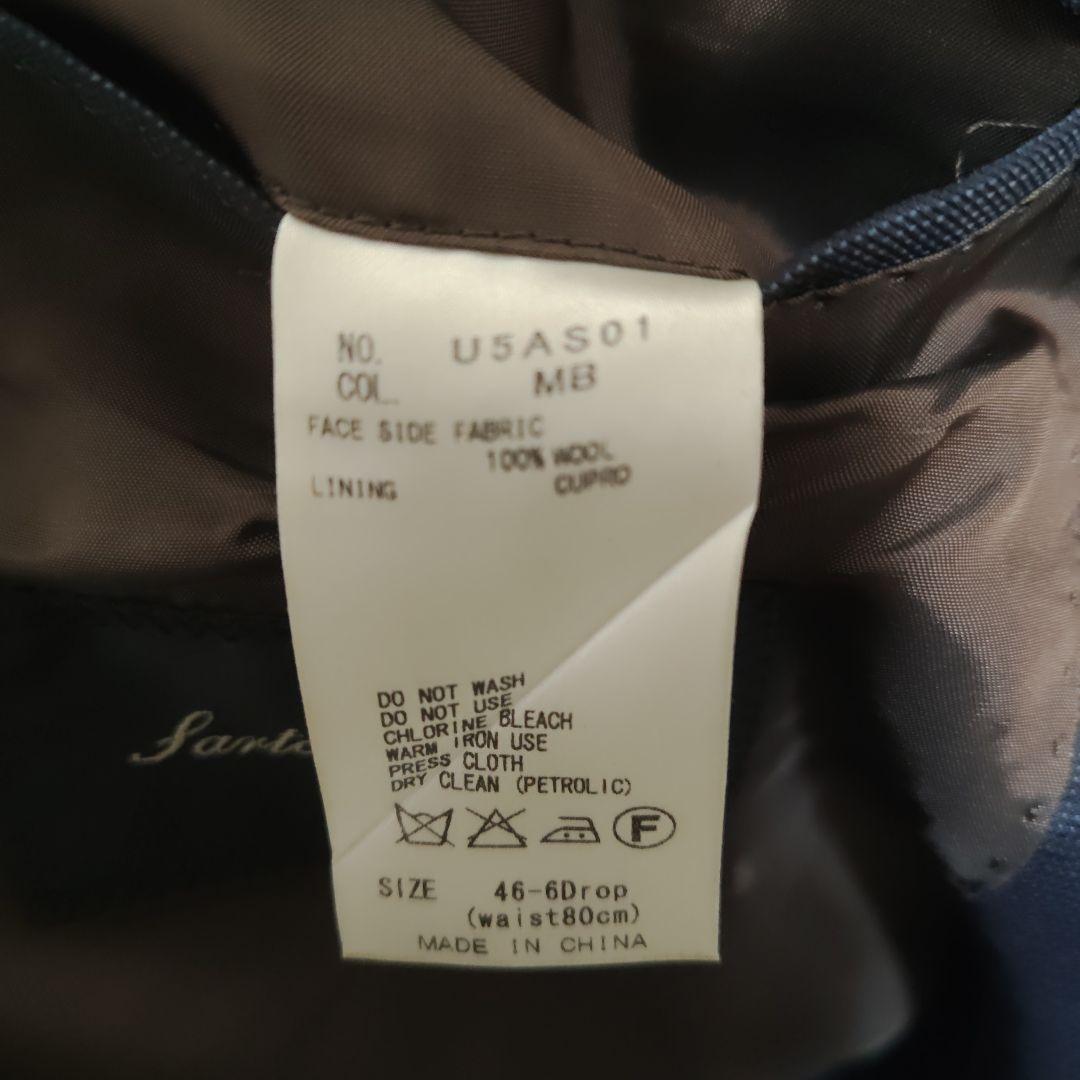 NO. U5AS01
COL. MB
FACE SIDE FABRIC
100% WOOL
LINING CUPRO
DO NOT WASH
DO NOT USE
CHLORINE BLEACH
WARM IRON USE
PRESS CLOTH
DRY CLEAN (PETROLIC)
F
SIZE 46-6Drop
(waist80cm)
MADE IN CHINA